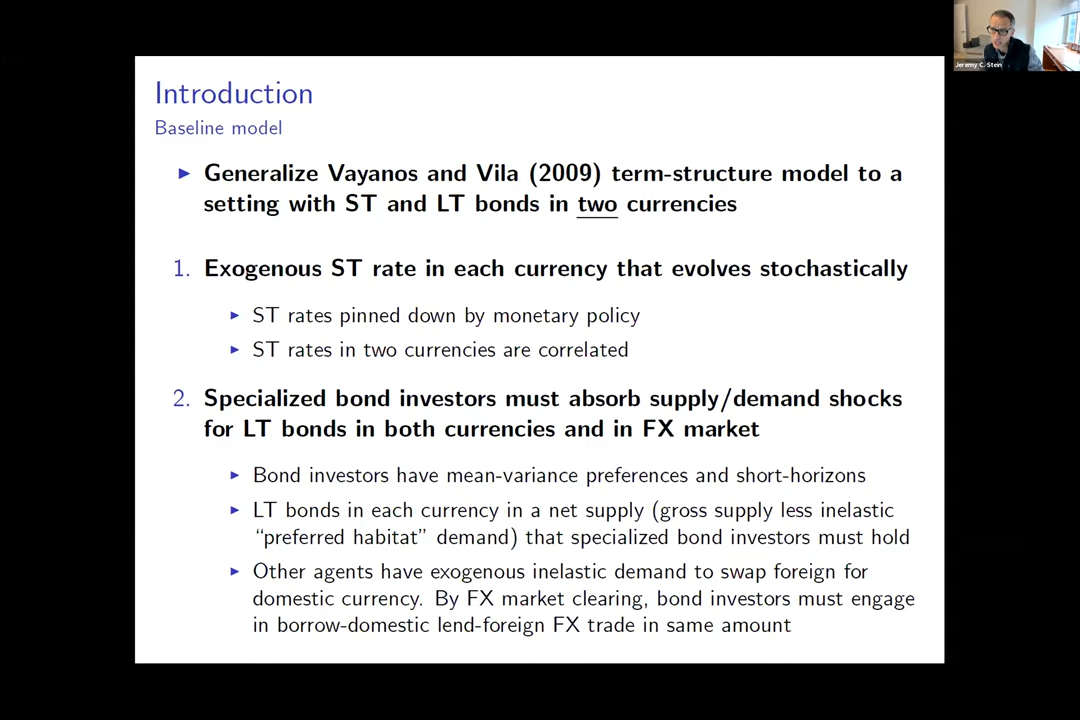 Jeremy C. Stein
Introduction
Baseline model
▶ Generalize Vayanos and Vila (2009) term-structure model to a
setting with ST and LT bonds in two currencies
1. Exogenous ST rate in each currency that evolves stochastically
▶ ST rates pinned down by monetary policy
▶ ST rates in two currencies are correlated
2. Specialized bond investors must absorb supply/demand shocks
for LT bonds in both currencies and in FX market
▶ Bond investors have mean-variance preferences and short-horizons
▶ LT bonds in each currency in a net supply (gross supply less inelastic
“preferred habitat” demand) that specialized bond investors must hold
▶ Other agents have exogenous inelastic demand to swap foreign for
domestic currency. By FX market clearing, bond investors must engage
in borrow-domestic lend-foreign FX trade in same amount